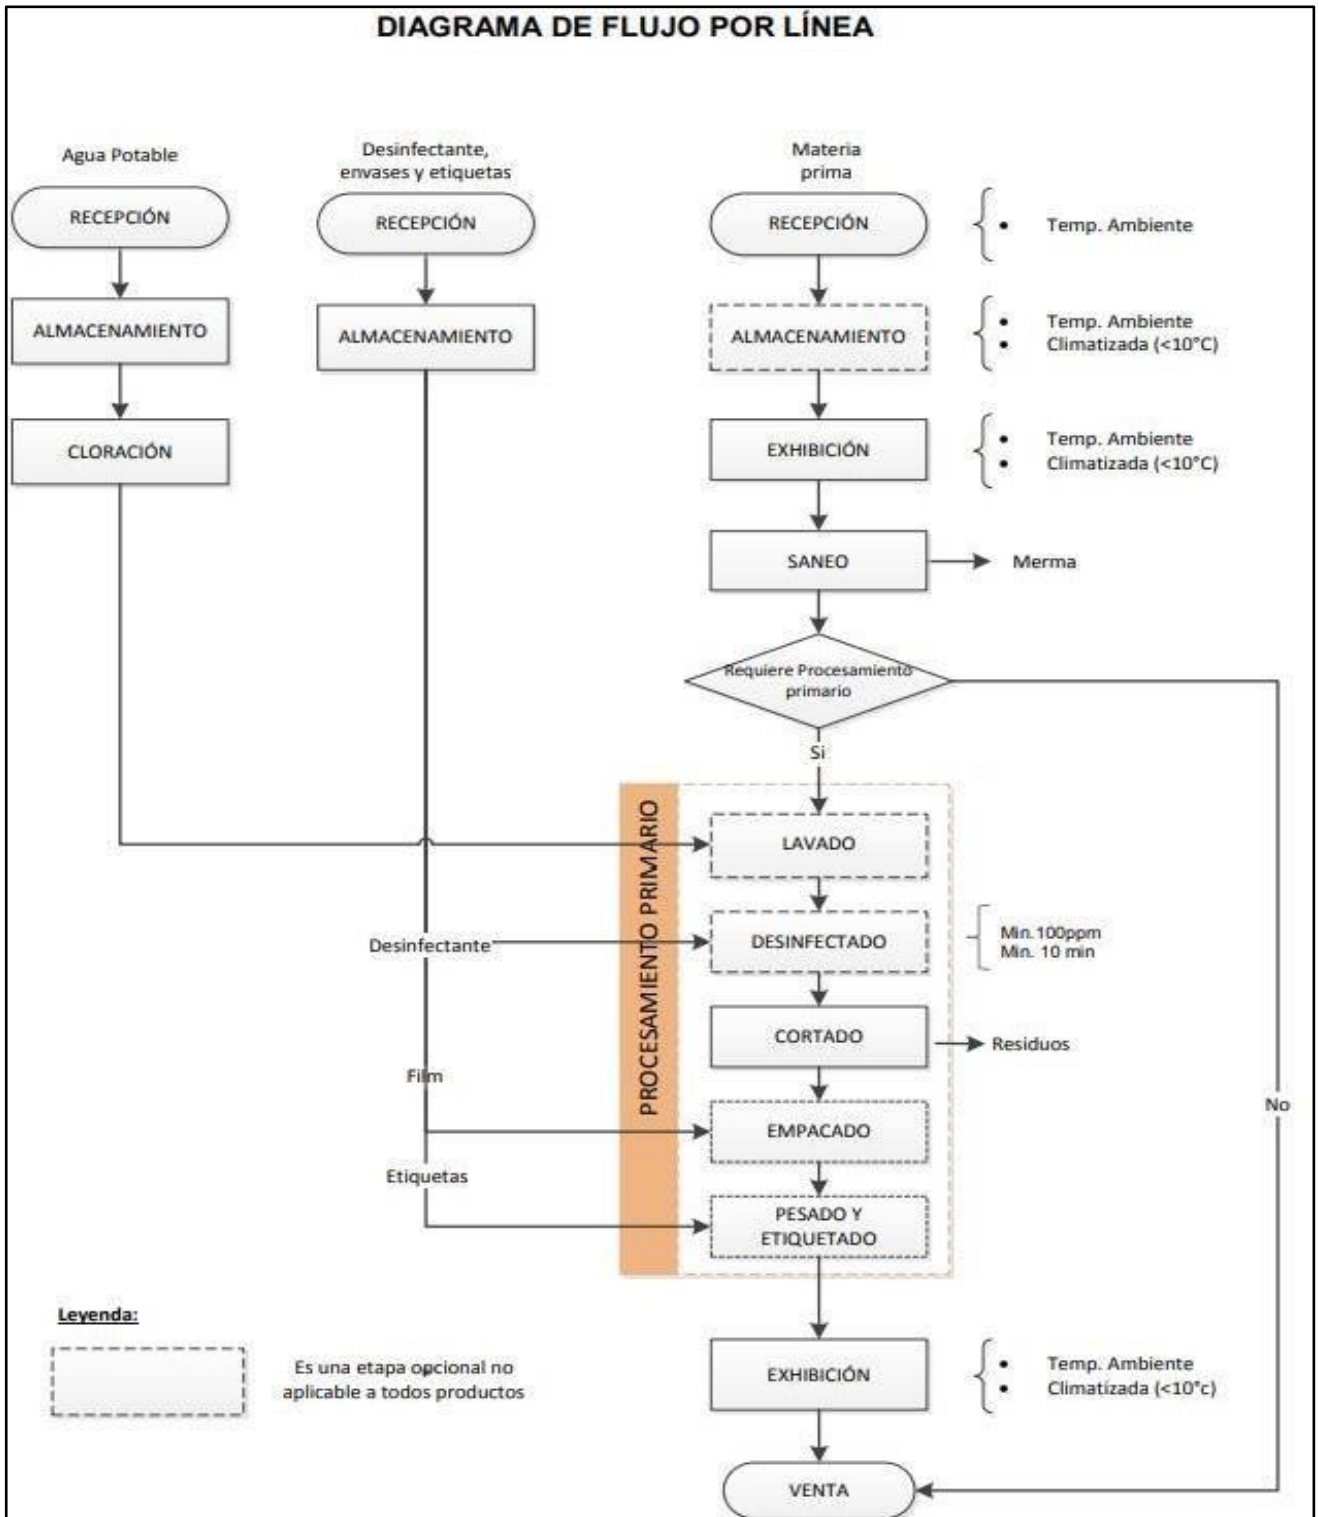 DIAGRAMA DE FLUJO POR LÍNEA
Agua Potable
RECEPCIÓN
ALMACENAMIENTO
CLORACIÓN
Desinfectante,
envases y etiquetas
RECEPCIÓN
ALMACENAMIENTO
Desinfectante
Film
Etiquetas
Materia
prima
RECEPCIÓN
• Temp. Ambiente
ALMACENAMIENTO
• Temp. Ambiente
• Climatizada (<10°C)
EXHIBICIÓN
• Temp. Ambiente
• Climatizada (<10°C)
SANEO
Merma
Requiere Procesamiento
primario
Si
No
PROCESAMIENTO PRIMARIO
LAVADO
DESINFECTADO
Min.100ppm
Min. 10 min
CORTADO
Residuos
EMPACADO
PESADO Y
ETIQUETADO
EXHIBICIÓN
• Temp. Ambiente
• Climatizada (<10°c)
VENTA
Leyenda:
Es una etapa opcional no
aplicable a todos productos